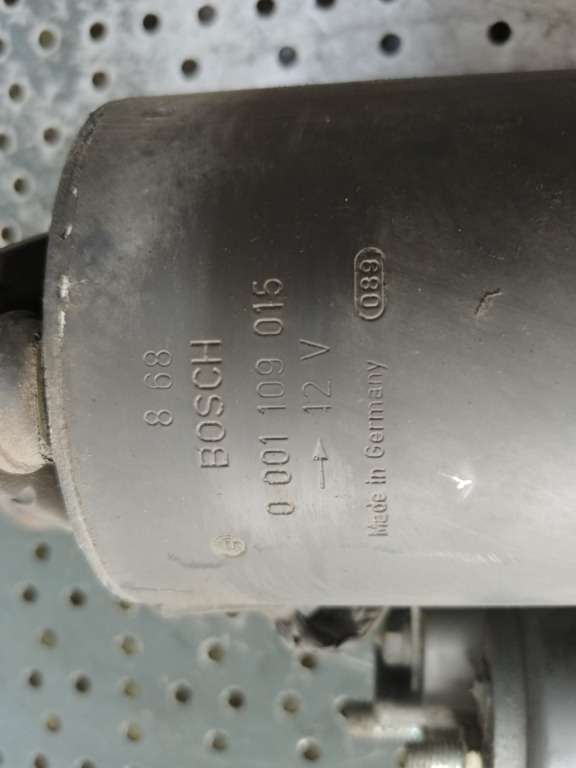 8 68
BOSCH
0 001 109 015
→ 12 V
Made in Germany (089)